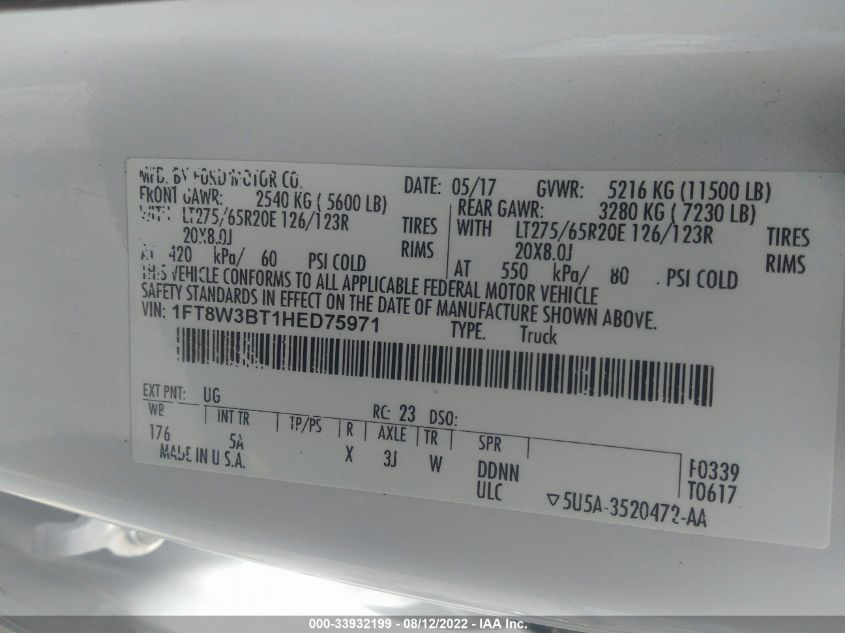 MFD. BY FORD MOTOR CO.
DATE: 05/17 GVWR: 5216 KG (11500 LB)
FRONT GAWR: 2540 KG ( 5600 LB) REAR GAWR: 3280 KG ( 7230 LB)
WITH LT275/65R20E 126/123R TIRES WITH LT275/65R20E 126/123R TIRES
20X8.0J RIMS 20X8.0J RIMS
AT 420 kPa/ 60 PSI COLD AT 550 kPa/ 80 PSI COLD
THIS VEHICLE CONFORMS TO ALL APPLICABLE FEDERAL MOTOR VEHICLE
SAFETY STANDARDS IN EFFECT ON THE DATE OF MANUFACTURE SHOWN ABOVE.
VIN: 1FT8W3BT1HED75971
TYPE: Truck
EXT PNT: UG RC: 23 DSO:
WB INT TR TP/PS R AXLE TR SPR
176 5A X 3J W DDNN F0339
MADE IN U S.A. ULC T0617
▽5U5A-3520472-AA
000-33932199 - 08/12/2022 - IAA Inc.